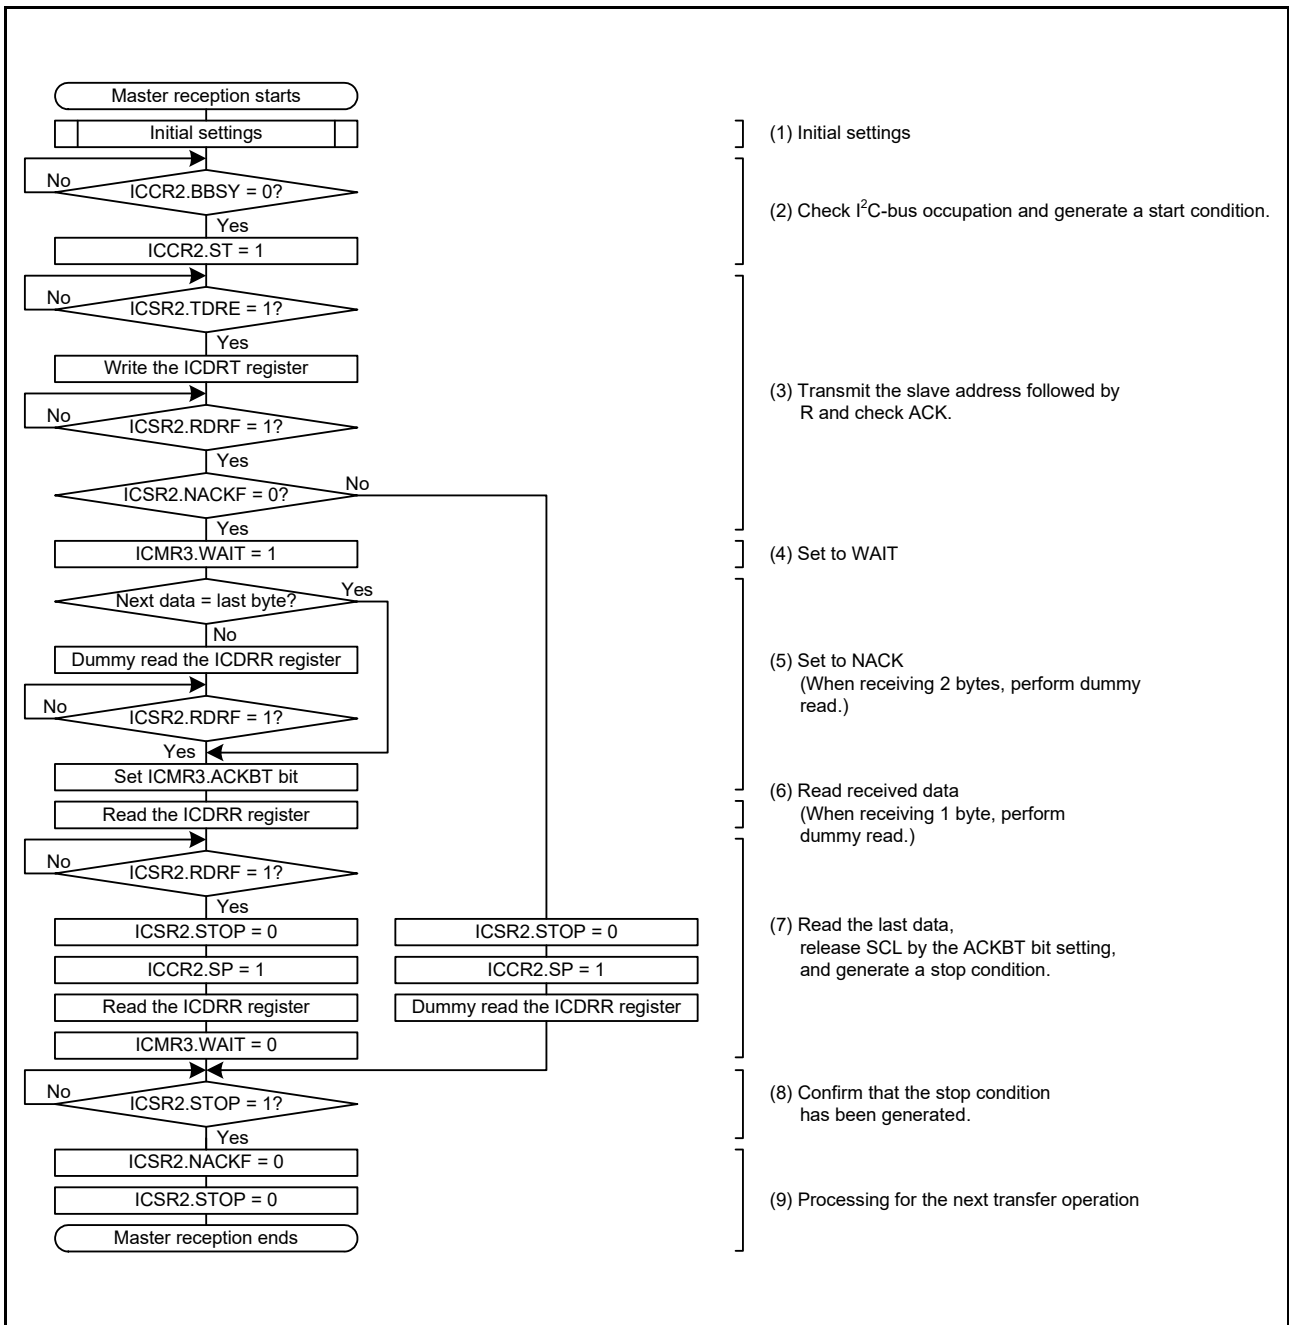 Master reception starts
Initial settings
(1) Initial settings
No
ICCR2.BBSY = 0?
Yes
ICCR2.ST = 1
(2) Check I²C-bus occupation and generate a start condition.
No
ICSR2.TDRE = 1?
Yes
Write the ICDRT register
No
ICSR2.RDRF = 1?
Yes
ICSR2.NACKF = 0?
No
Yes
(3) Transmit the slave address followed by
R and check ACK.
ICMR3.WAIT = 1
(4) Set to WAIT
Next data = last byte?
Yes
No
Dummy read the ICDRR register
No
ICSR2.RDRF = 1?
Yes
Set ICMR3.ACKBT bit
(5) Set to NACK
(When receiving 2 bytes, perform dummy
read.)
Read the ICDRR register
(6) Read received data
(When receiving 1 byte, perform
dummy read.)
No
ICSR2.RDRF = 1?
Yes
ICSR2.STOP = 0
ICCR2.SP = 1
Read the ICDRR register
ICMR3.WAIT = 0
ICSR2.STOP = 0
ICCR2.SP = 1
Dummy read the ICDRR register
(7) Read the last data,
release SCL by the ACKBT bit setting,
and generate a stop condition.
No
ICSR2.STOP = 1?
Yes
(8) Confirm that the stop condition
has been generated.
ICSR2.NACKF = 0
ICSR2.STOP = 0
Master reception ends
(9) Processing for the next transfer operation